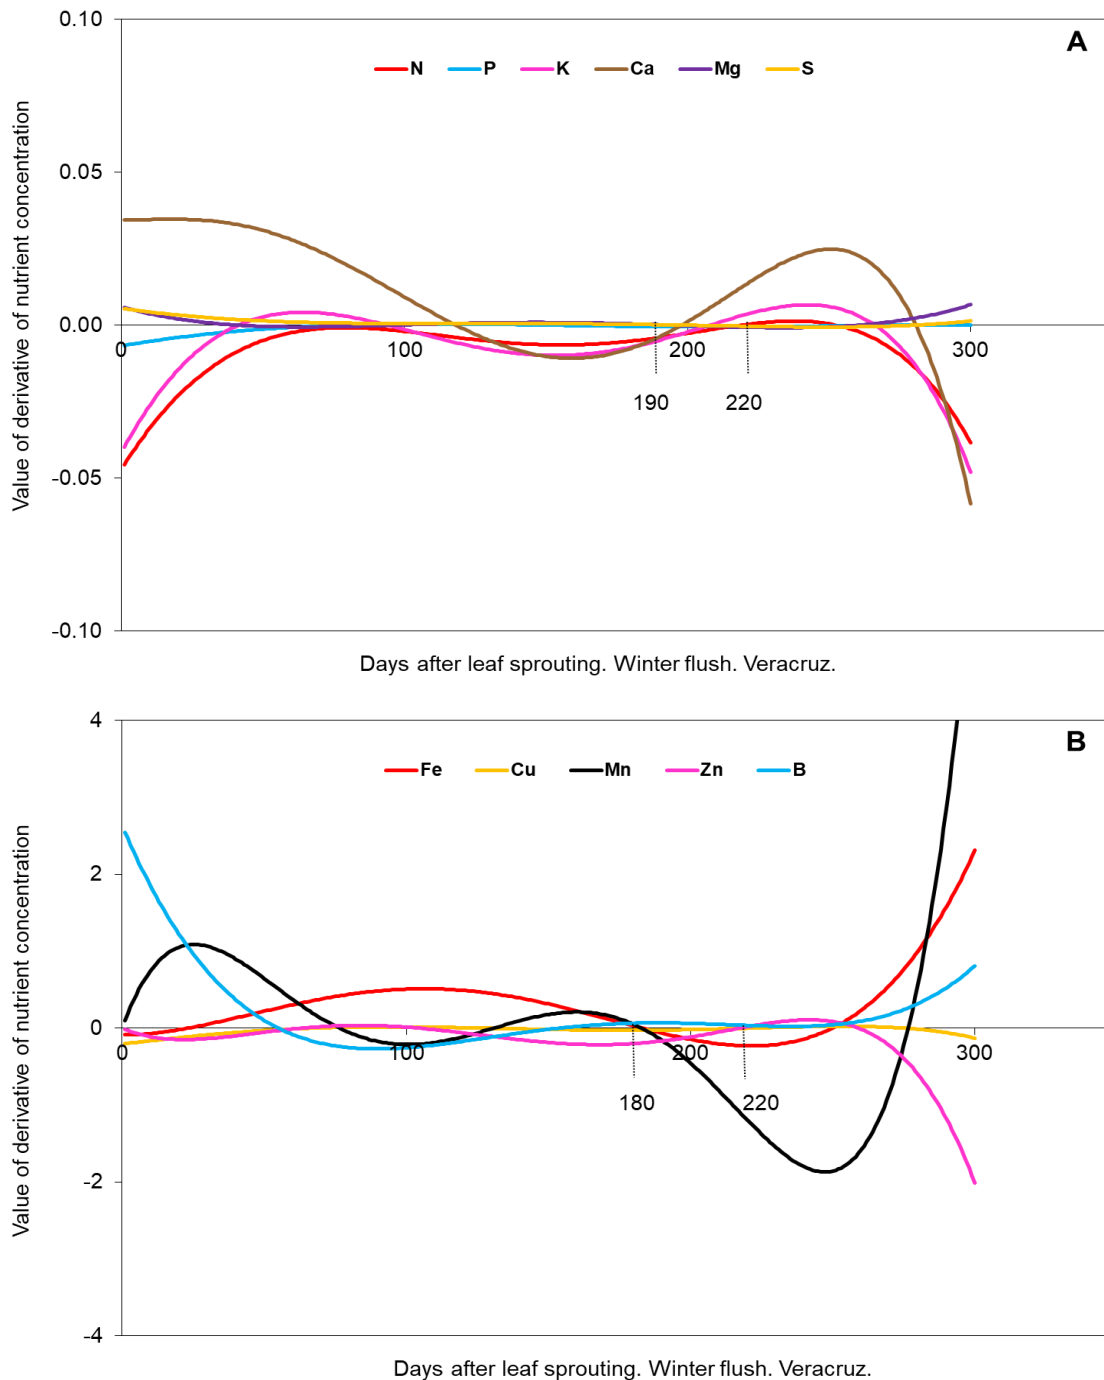 0.10
A
N P K Ca Mg S
0.05
0.00
0 100 200 300
190 220
-0.05
-0.10
Value of derivative of nutrient concentration
Days after leaf sprouting. Winter flush. Veracruz.
4
B
Fe Cu Mn Zn B
2
0
0 100 200 300
180 220
-2
-4
Value of derivative of nutrient concentration
Days after leaf sprouting. Winter flush. Veracruz.